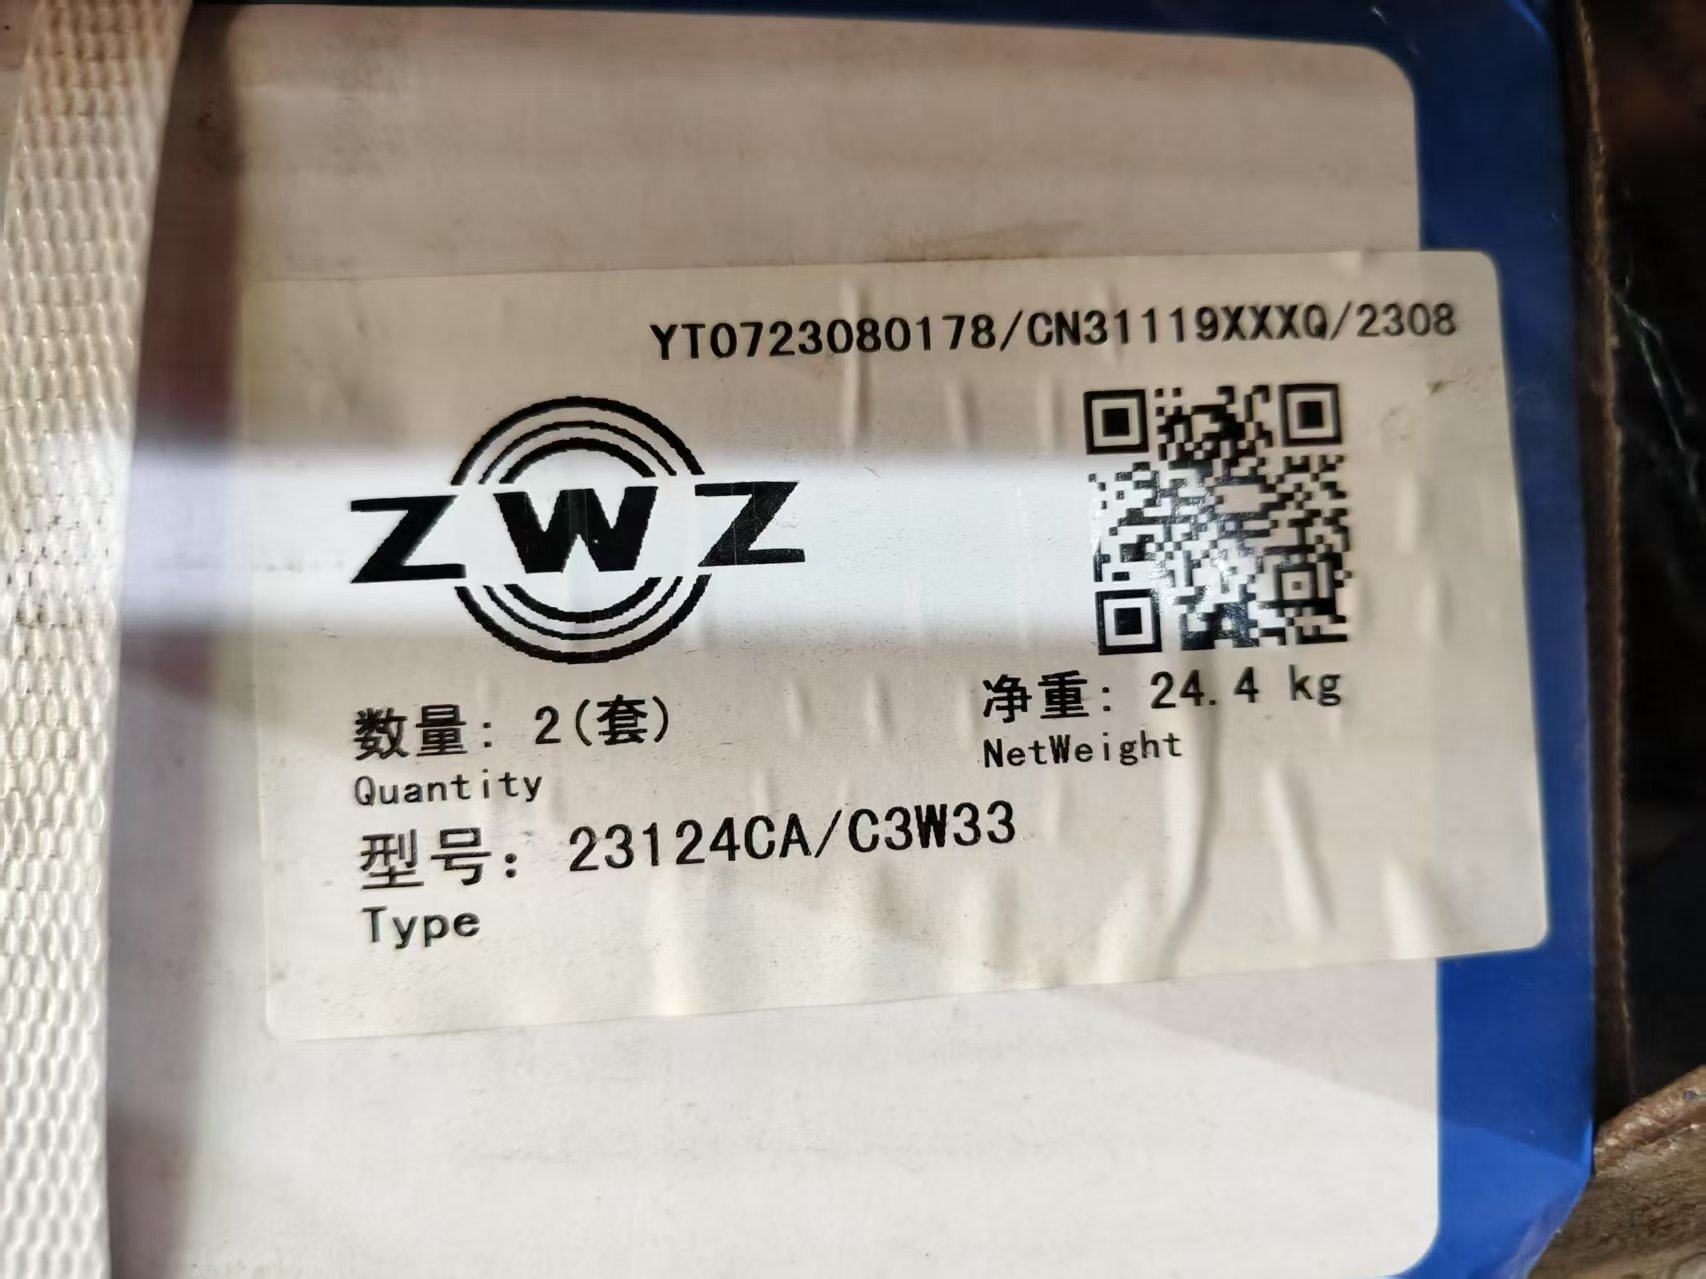 YT0723080178/CN31119XXXQ/2308
ZWZ
数量: 2(套)
Quantity
净重: 24.4 kg
NetWeight
型号: 23124CA/C3W33
Type